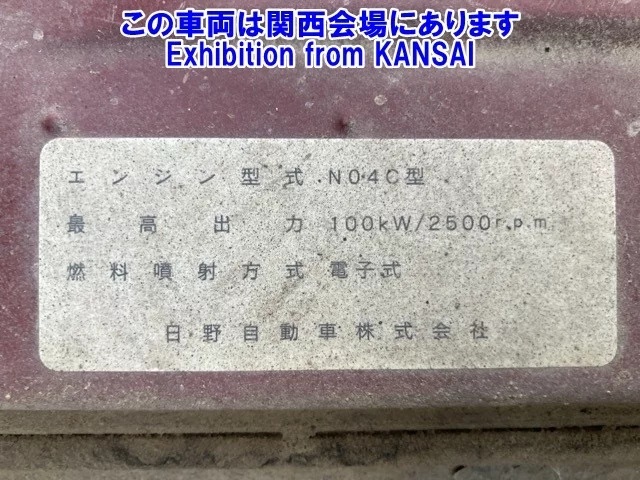 この車両は関西会場にあります
Exhibition from KANSAI
エンジン型式 N04C型
最高出力 100kW/2500r.p.m
燃料噴射方式 電子式
日野自動車株式会社